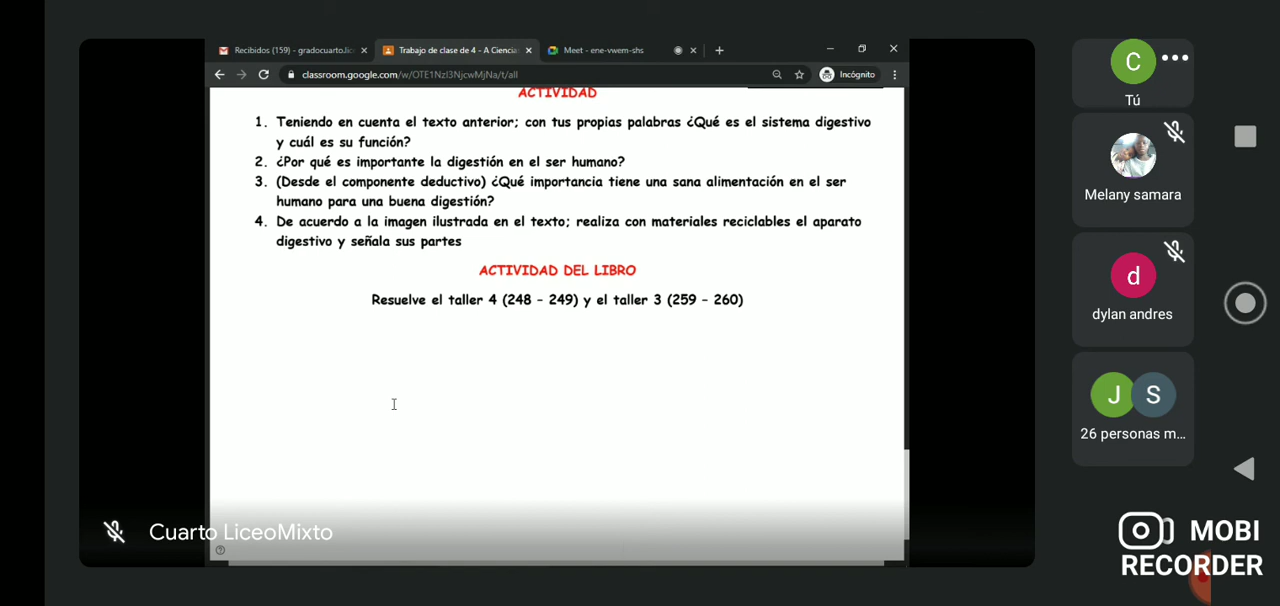 Recibidos (159) - gradocuarto.lice
Trabajo de clase de 4 - A Ciencia
Meet - ene-vwem-shs
classroom.google.com/w/OTE1NzI3NjcwMjNa/t/all
Incógnito
ACTIVIDAD
1. Teniendo en cuenta el texto anterior; con tus propias palabras ¿Qué es el sistema digestivo
y cuál es su función?
2. ¿Por qué es importante la digestión en el ser humano?
3. (Desde el componente deductivo) ¿Qué importancia tiene una sana alimentación en el ser
humano para una buena digestión?
4. De acuerdo a la imagen ilustrada en el texto; realiza con materiales reciclables el aparato
digestivo y señala sus partes
ACTIVIDAD DEL LIBRO
Resuelve el taller 4 (248 - 249) y el taller 3 (259 - 260)
Cuarto LiceoMixto
C
Tú
Melany samara
d
dylan andres
J S
26 personas m...
MOBI
RECORDER